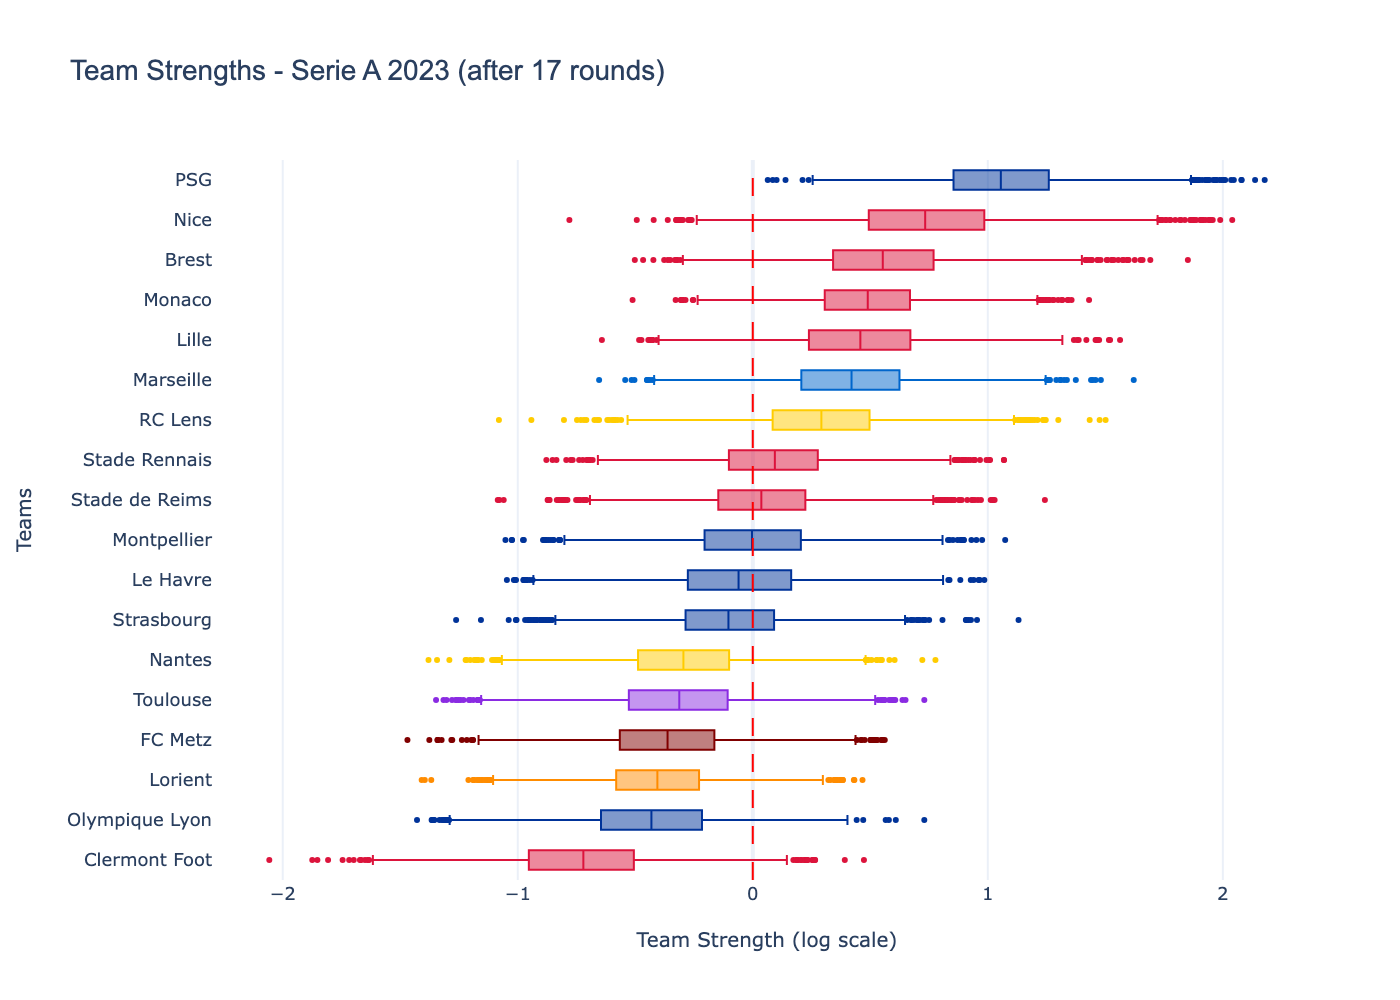 Team Strengths - Serie A 2023 (after 17 rounds)
PSG
Nice
Brest
Monaco
Lille
Marseille
RC Lens
Stade Rennais
Stade de Reims
Montpellier
Le Havre
Strasbourg
Nantes
Toulouse
FC Metz
Lorient
Olympique Lyon
Clermont Foot
Teams
−2 −1 0 1 2
Team Strength (log scale)